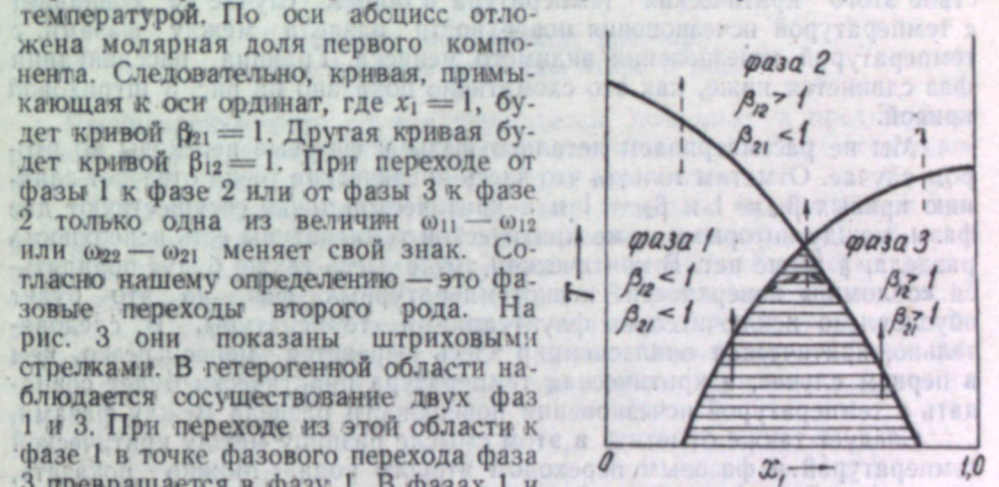 температурой. По оси абсцисс отло-
жена молярная доля первого компо-
нента. Следовательно, кривая, примы-
кающая к оси ординат, где x₁ = 1, бу-
дет кривой β₂₁ = 1. Другая кривая бу-
дет кривой β₁₂ = 1. При переходе от
фазы 1 к фазе 2 или от фазы 3 к фазе
2 только одна из величин ω₁₁ — ω₁₂
или ω₂₂ — ω₂₁ меняет свой знак. Со-
гласно нашему определению — это фа-
зовые переходы второго рода. На
рис. 3 они показаны штриховыми
стрелками. В гетерогенной области на-
блюдается сосуществование двух фаз
1 и 3. При переходе из этой области к
фазе 1 в точке фазового перехода фаза
3 превращается в фазу 1. В фазах 1 и
фаза 2
β₁₂ > 1
β₂₁ < 1
фаза 1
β₁₂
β₂₁ < 1
фаза 3
β₁₂
β₂₁ > 1
T
0
x₁
1,0